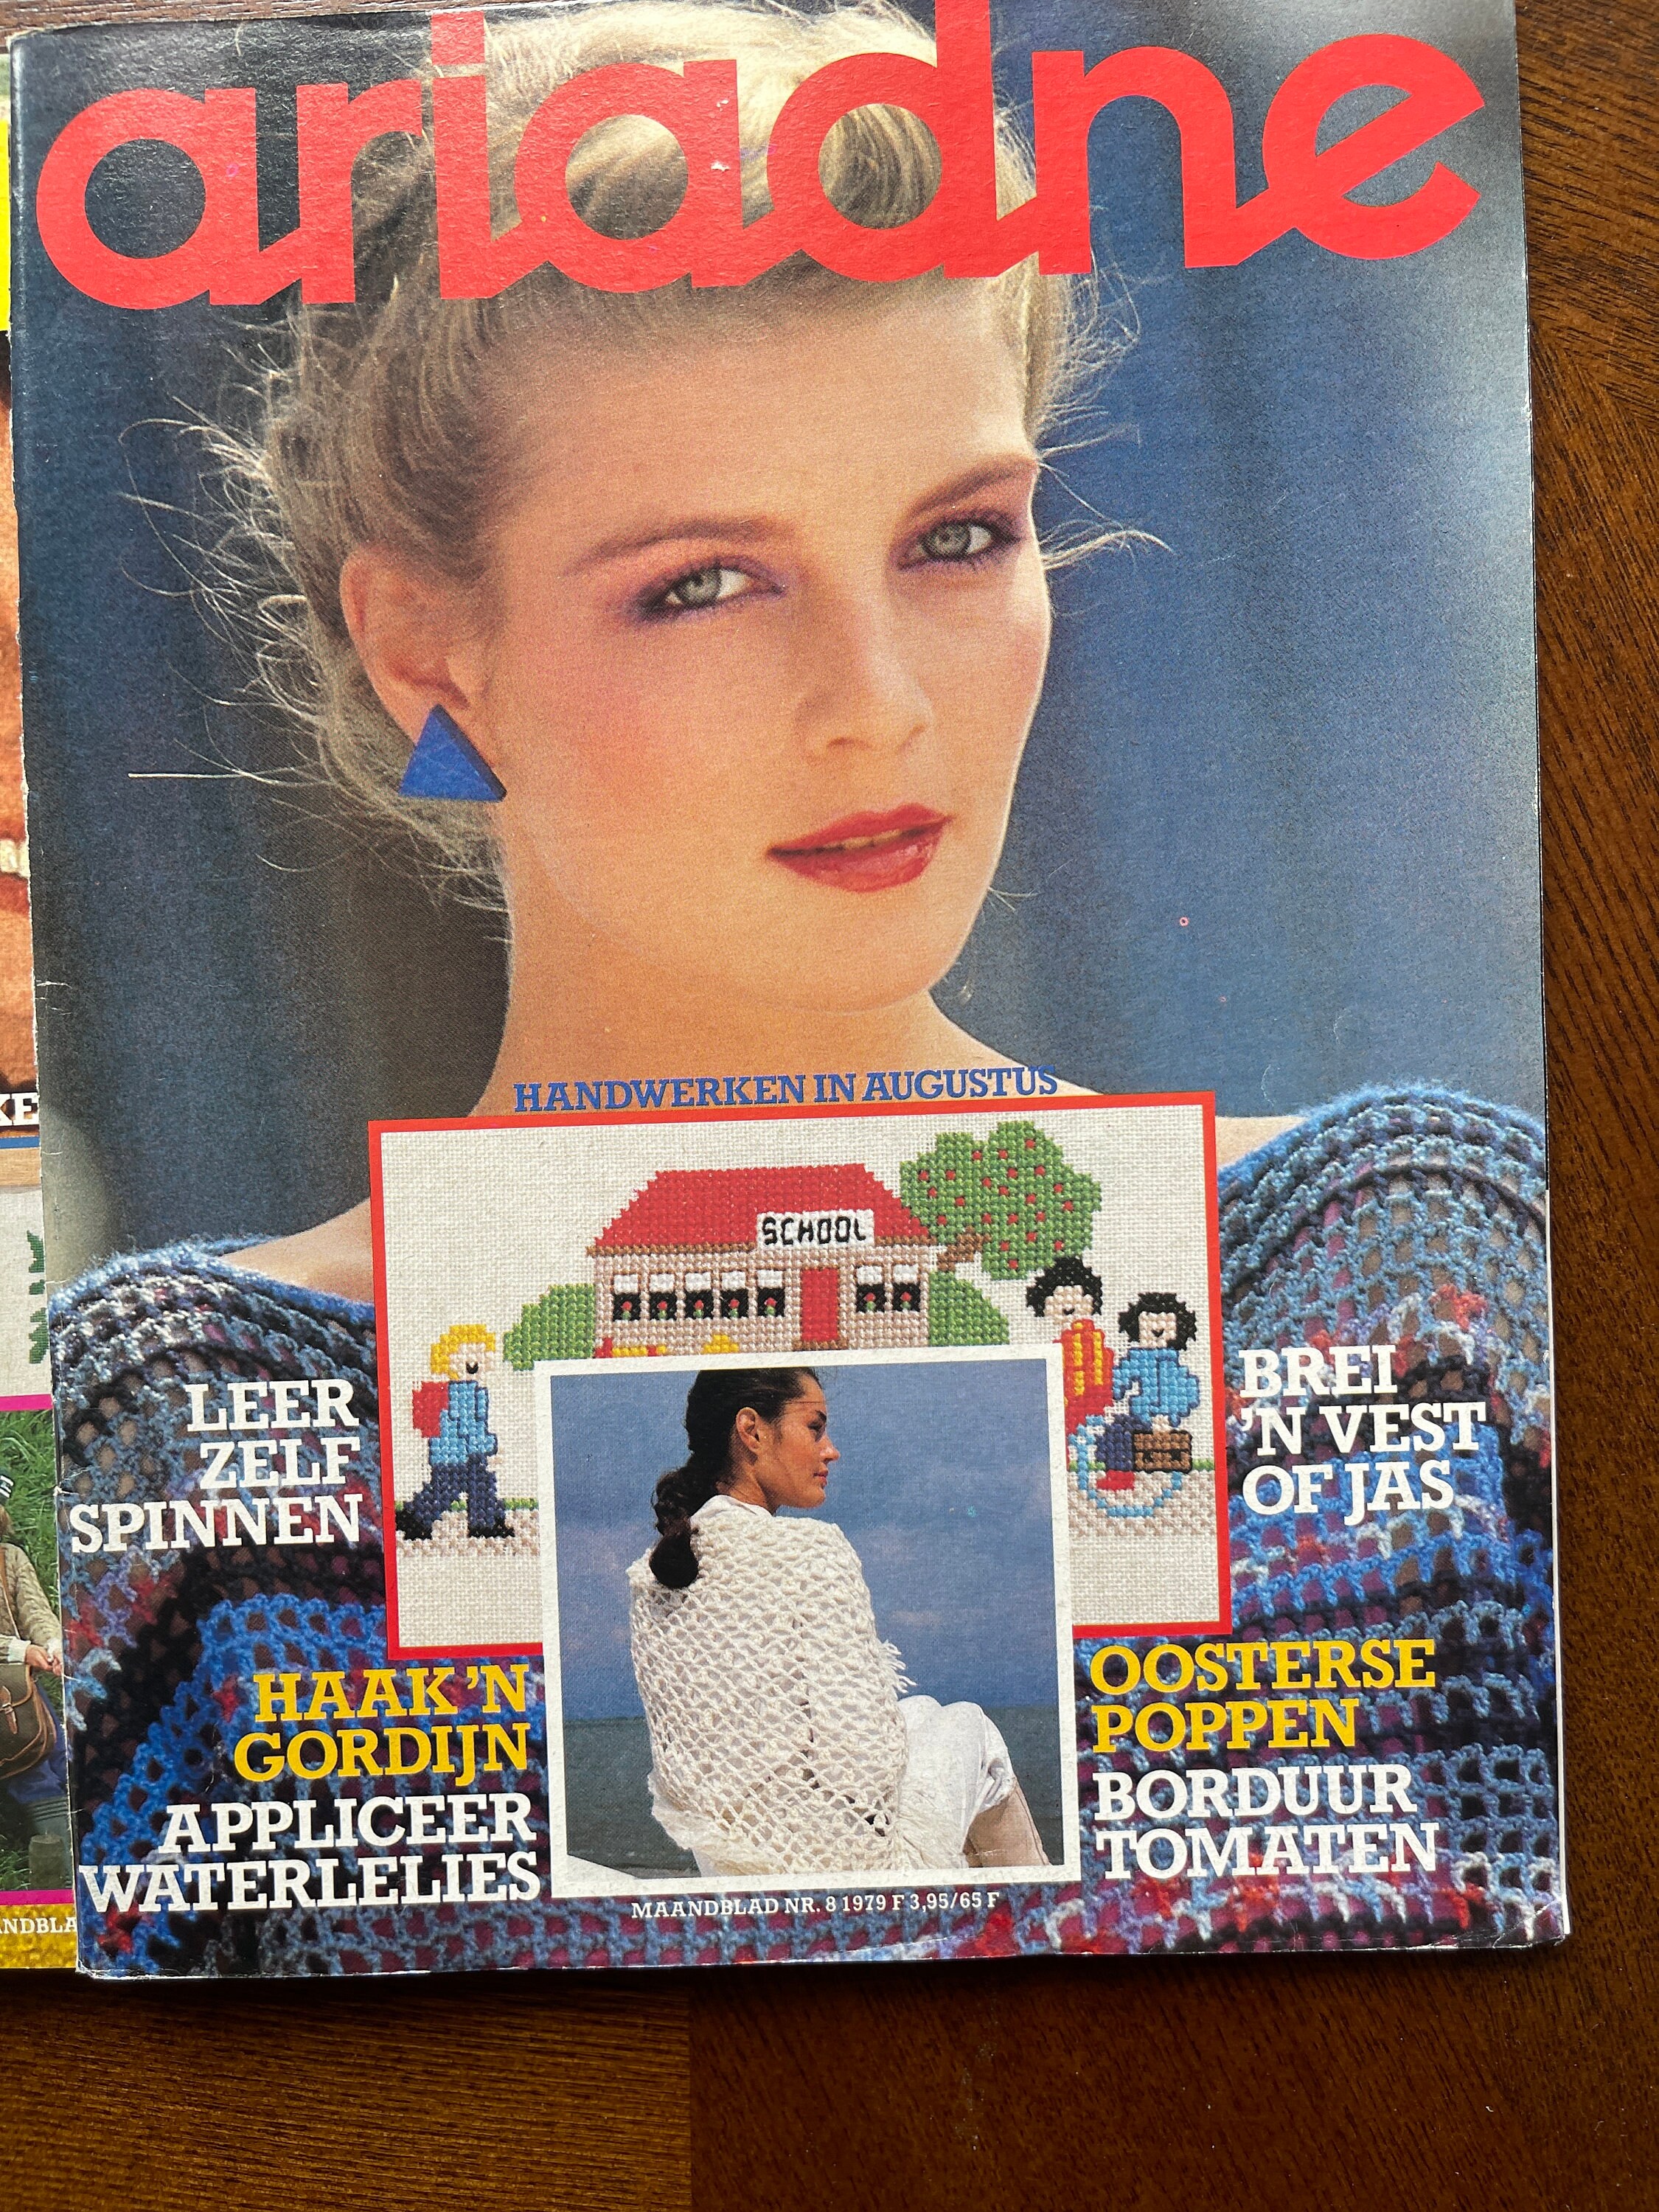 ariadne
HANDWERKEN IN AUGUSTUS
SCHOOL
LEER
ZELF
SPINNEN
BREI
'N VEST
OF JAS
HAAK 'N
GORDIJN
APPLICEER
WATERLELIES
OOSTERSE
POPPEN
BORDUUR
TOMATEN
MAANDBLAD NR. 8 1979 F 3,95/65 F